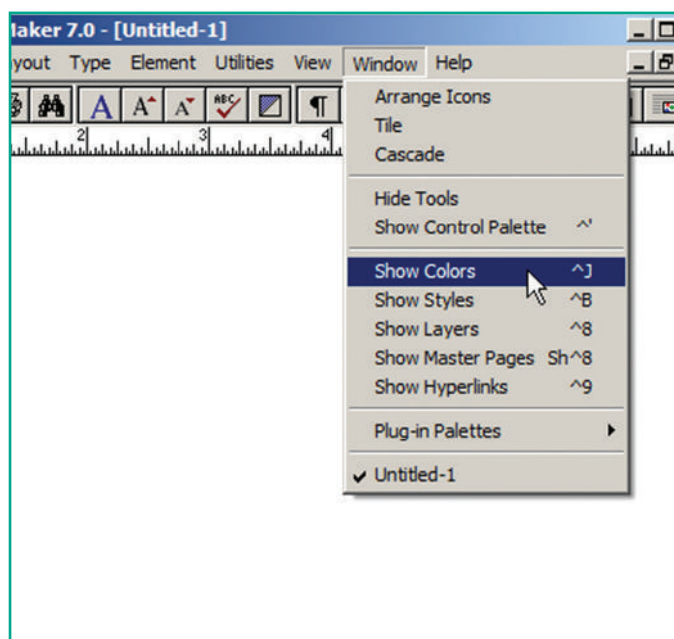 Maker 7.0 - [Untitled-1]
yout Type Element Utilities View Window Help
A A A ABC ¶
2 3 4
Arrange Icons
Tile
Cascade
Hide Tools
Show Control Palette ^'
Show Colors ^J
Show Styles ^B
Show Layers ^8
Show Master Pages Sh^8
Show Hyperlinks ^9
Plug-in Palettes
Untitled-1